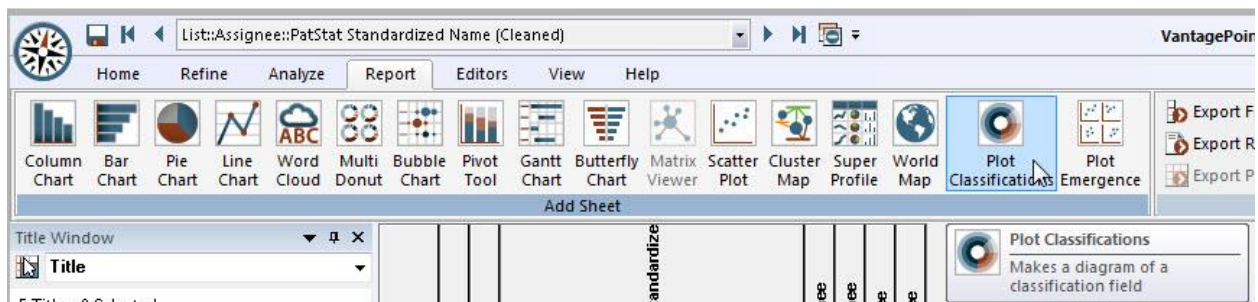 List::Assignee::PatStat Standardized Name (Cleaned)
VantagePoin
Home Refine Analyze Report Editors View Help
ABC
Column Chart
Bar Chart
Pie Chart
Line Chart
Word Cloud
Multi Donut
Bubble Chart
Pivot Tool
Gantt Chart
Butterfly Chart
Matrix Viewer
Scatter Plot
Cluster Map
Super Profile
World Map
Plot Classifications
Plot Emergence
Export F
Export R
Export P
Add Sheet
Title Window
Title
andardize
Plot Classifications
Makes a diagram of a
classification field